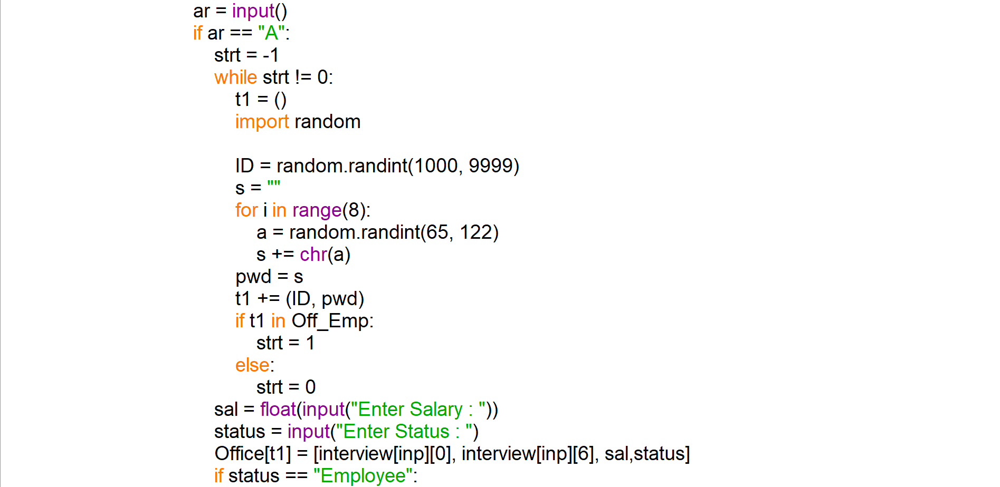 ar = input()
if ar == "A":
strt = -1
while strt != 0:
t1 = ()
import random
ID = random.randint(1000, 9999)
s = ""
for i in range(8):
a = random.randint(65, 122)
s += chr(a)
pwd = s
t1 += (ID, pwd)
if t1 in Off_Emp:
strt = 1
else:
strt = 0
sal = float(input("Enter Salary : "))
status = input("Enter Status : ")
Office[t1] = [interview[inp][0], interview[inp][6], sal,status]
if status == "Employee":